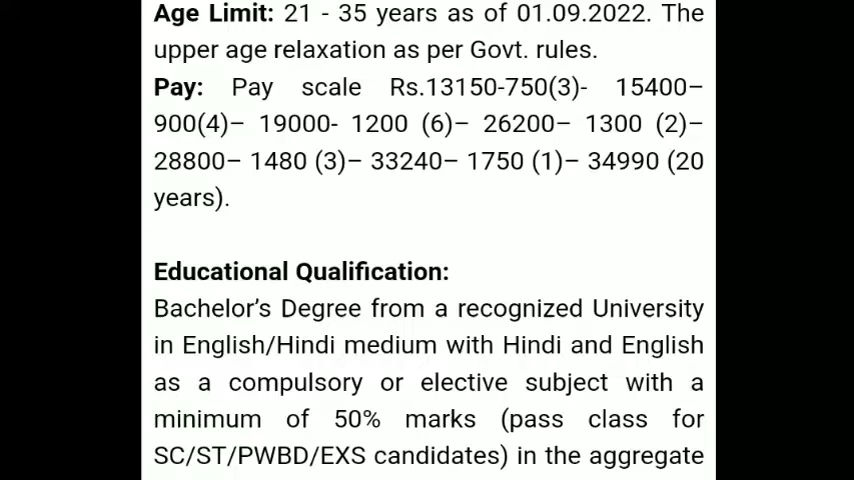 Age Limit: 21 - 35 years as of 01.09.2022. The
upper age relaxation as per Govt. rules.
Pay: Pay scale Rs.13150-750(3)- 15400–
900(4)– 19000- 1200 (6)– 26200– 1300 (2)–
28800– 1480 (3)– 33240– 1750 (1)– 34990 (20
years).
Educational Qualification:
Bachelor’s Degree from a recognized University
in English/Hindi medium with Hindi and English
as a compulsory or elective subject with a
minimum of 50% marks (pass class for
SC/ST/PWBD/EXS candidates) in the aggregate